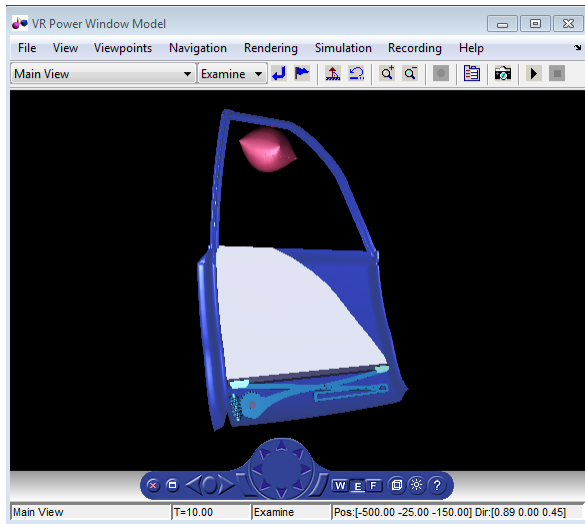 VR Power Window Model
File View Viewpoints Navigation Rendering Simulation Recording Help
Main View Examine
W E F ?
Main View T=10.00 Examine Pos:[-500.00 -25.00 -150.00] Dir:[0.89 0.00 0.45]